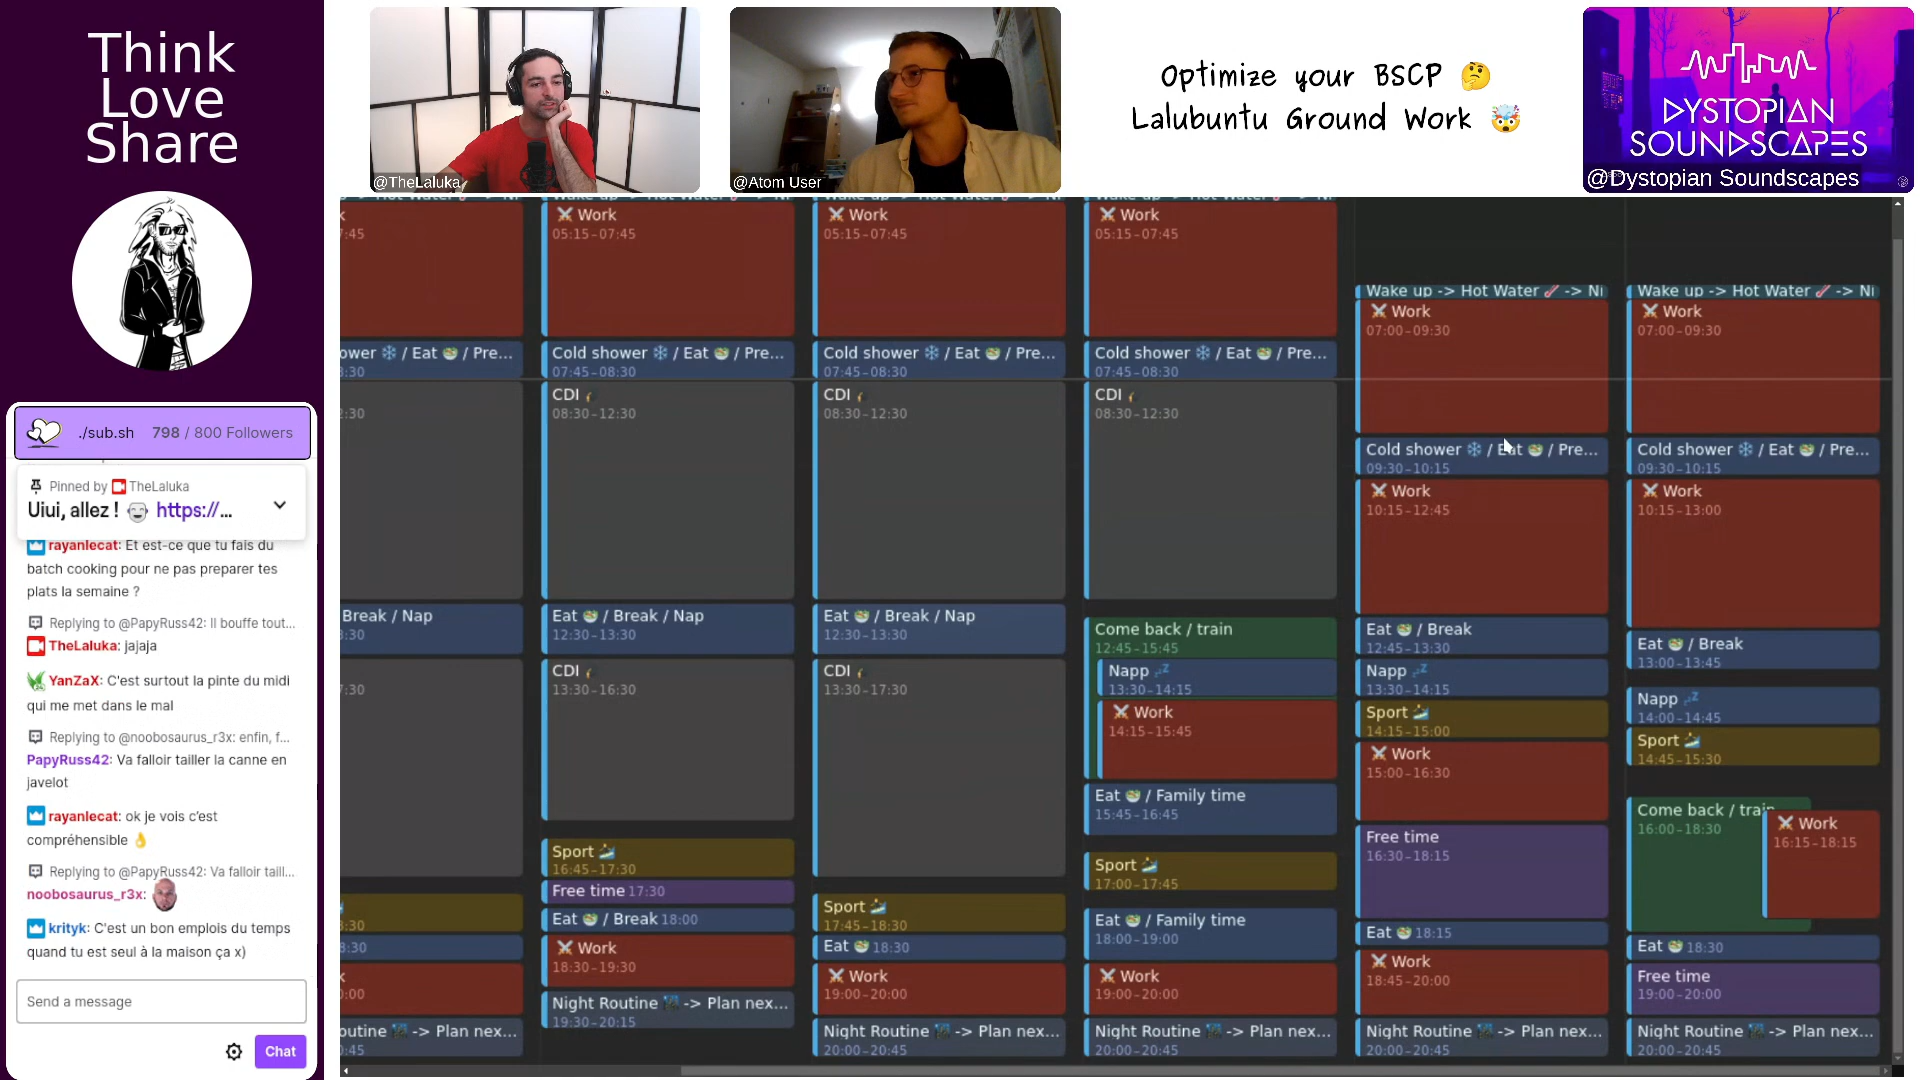 Think
Love
Share
./sub.sh 798 / 800 Followers
Pinned by TheLaluka
Uiui, allez ! https://...
rayanlecat: Et est-ce que tu fais du
batch cooking pour ne pas preparer tes
plats la semaine ?
Replying to @PapyRuss42: Il bouffe tout...
TheLaluka: jajaja
YanZaX: C'est surtout la pinte du midi
qui me met dans le mal
Replying to @noobosaurus_r3x: enfin, f...
PapyRuss42: Va falloir tailler la canne en
javelot
rayanlecat: ok je vois c'est
compréhensible 👌
Replying to @PapyRuss42: Va falloir taill...
noobosaurus_r3x:
krityk: C'est un bon emplois du temps
quand tu est seul à la maison ça x)
Send a message
Chat
@TheLaluka
@Atom User
Optimize your BSCP 🤔
Lalubuntu Ground Work 🤯
DYSTOPIAN
SOUNDSCAPES
@Dystopian Soundscapes
:45
ower ❄ / Eat 🥗 / Pre...
:30
Break / Nap
outine -> Plan nex...
⚔ Work
05:15–07:45
Cold shower ❄ / Eat 🥗 / Pre...
07:45–08:30
CDI
08:30–12:30
Eat 🥗 / Break / Nap
12:30–13:30
CDI
13:30–16:30
Sport
16:45–17:30
Free time 17:30
Eat 🥗 / Break 18:00
⚔ Work
18:30–19:30
Night Routine -> Plan nex...
19:30–20:15
⚔ Work
05:15–07:45
Cold shower ❄ / Eat 🥗 / Pre...
07:45–08:30
CDI
08:30–12:30
Eat 🥗 / Break / Nap
12:30–13:30
CDI
13:30–17:30
Sport
17:45–18:30
Eat 🥗 18:30
⚔ Work
19:00–20:00
Night Routine -> Plan nex...
20:00–20:45
⚔ Work
05:15–07:45
Cold shower ❄ / Eat 🥗 / Pre...
07:45–08:30
CDI
08:30–12:30
Come back / train
12:45–15:45
Napp 💤
13:30–14:15
⚔ Work
14:15–15:45
Eat 🥗 / Family time
15:45–16:45
Sport
17:00–17:45
Eat 🥗 / Family time
18:00–19:00
⚔ Work
19:00–20:00
Night Routine -> Plan nex...
20:00–20:45
Wake up -> Hot Water -> Ni
⚔ Work
07:00–09:30
Cold shower ❄ / Eat 🥗 / Pre...
09:30–10:15
⚔ Work
10:15–12:45
Eat 🥗 / Break
12:45–13:30
Napp 💤
13:30–14:15
Sport
14:15–15:00
⚔ Work
15:00–16:30
Free time
16:30–18:15
Eat 🥗 18:15
⚔ Work
18:45–20:00
Night Routine -> Plan nex...
20:00–20:45
Wake up -> Hot Water -> Ni
⚔ Work
07:00–09:30
Cold shower ❄ / Eat 🥗 / Pre...
09:30–10:15
⚔ Work
10:15–13:00
Eat 🥗 / Break
13:00–13:45
Napp 💤
14:00–14:45
Sport
14:45–15:30
Come back / train
16:00–18:30
⚔ Work
16:15–18:15
Eat 🥗 18:30
Free time
19:00–20:00
Night Routine -> Plan nex...
20:00–20:45